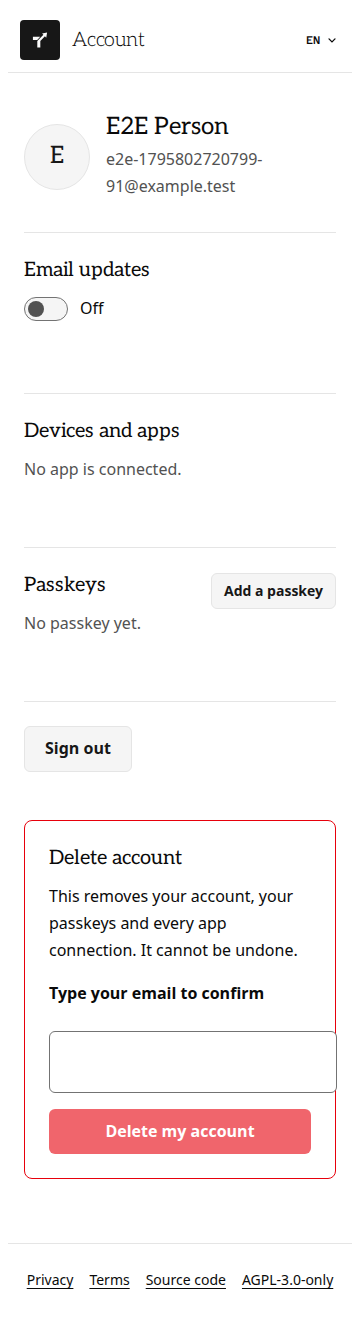 Account
EN
E
E2E Person
e2e-1795802720799-
91@example.test
Email updates
Off
Devices and apps
No app is connected.
Passkeys
Add a passkey
No passkey yet.
Sign out
Delete account
This removes your account, your
passkeys and every app
connection. It cannot be undone.
Type your email to confirm
Delete my account
Privacy Terms Source code AGPL-3.0-only